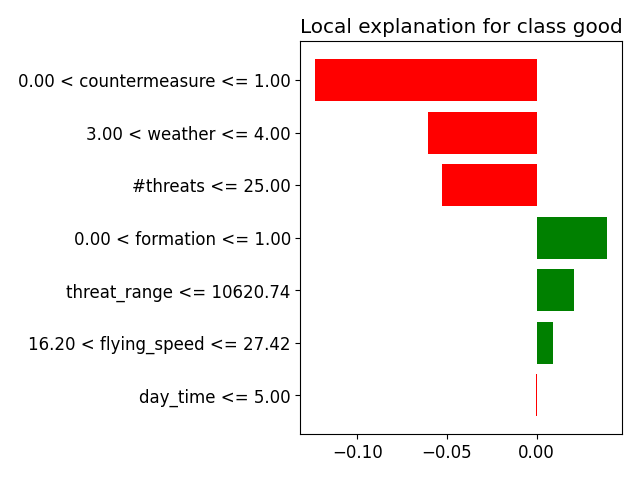 Local explanation for class good
0.00 < countermeasure <= 1.00
3.00 < weather <= 4.00
#threats <= 25.00
0.00 < formation <= 1.00
threat_range <= 10620.74
16.20 < flying_speed <= 27.42
day_time <= 5.00
−0.10 −0.05 0.00